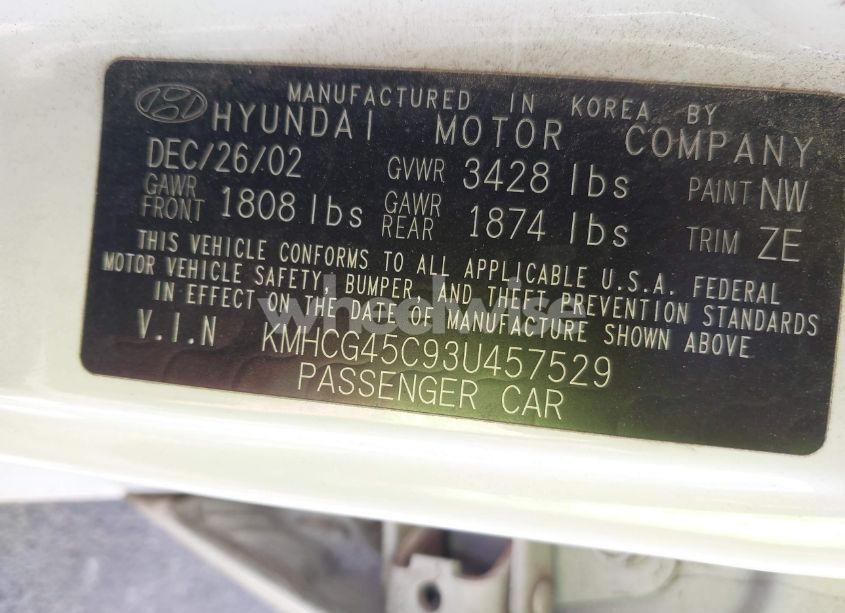 MANUFACTURED IN KOREA BY
HYUNDAI MOTOR COMPANY
DEC/26/02 GVWR 3428 lbs PAINT NW
GAWR FRONT 1808 lbs GAWR REAR 1874 lbs TRIM ZE
THIS VEHICLE CONFORMS TO ALL APPLICABLE U.S.A. FEDERAL
MOTOR VEHICLE SAFETY, BUMPER, AND THEFT PREVENTION STANDARDS
IN EFFECT ON THE DATE OF MANUFACTURE SHOWN ABOVE
wheelwise
V.I.N KMHCG45C93U457529
PASSENGER CAR